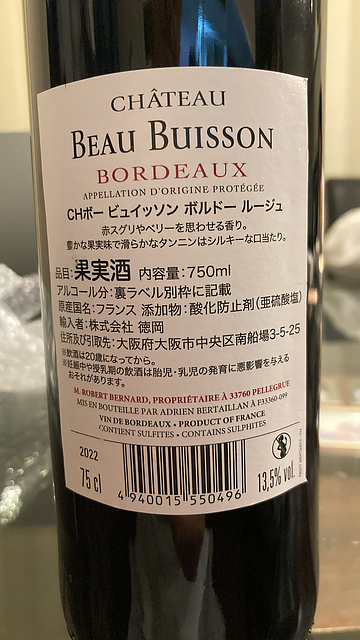 CHÂTEAU
BEAU BUISSON
BORDEAUX
APPELLATION D'ORIGINE PROTÉGÉE
CHボー ビュイッソン ボルドー ルージュ
赤スグリやベリーを思わせる香り。
豊かな果実味で滑らかなタンニンはシルキーな口当たり。
品目:果実酒 内容量:750ml
アルコール分:裏ラベル別枠に記載
原産国名:フランス 添加物:酸化防止剤(亜硫酸塩)
輸入者:株式会社 徳岡
住所及び引取先:大阪府大阪市中央区南船場3-5-25
※飲酒は20歳になってから。
※妊娠中や授乳期の飲酒は胎児・乳児の発育に悪影響を与える
おそれがあります。
M. ROBERT BERNARD, PROPRIÉTAIRE À 33760 PELLEGRUE
MIS EN BOUTEILLE PAR ADRIEN BERTAILLAN À F33360-099
VIN DE BORDEAUX • PRODUCT OF FRANCE
CONTIENT SULFITES • CONTAINS SULPHITES
2022
75 cl
13,5% vol.
4 940015 550496